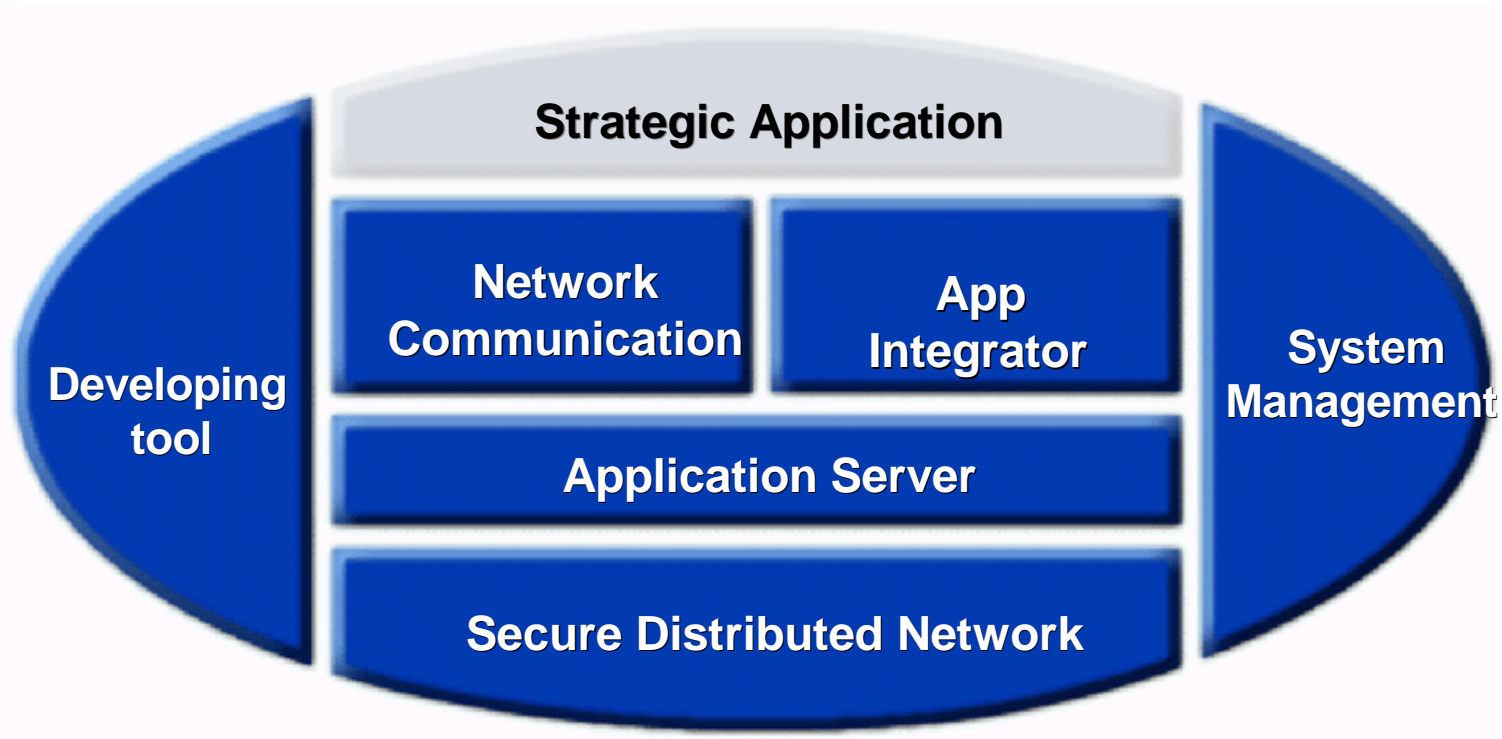 Strategic Application
Network
Communication
App
Integrator
Developing
tool
System
Management
Application Server
Secure Distributed Network